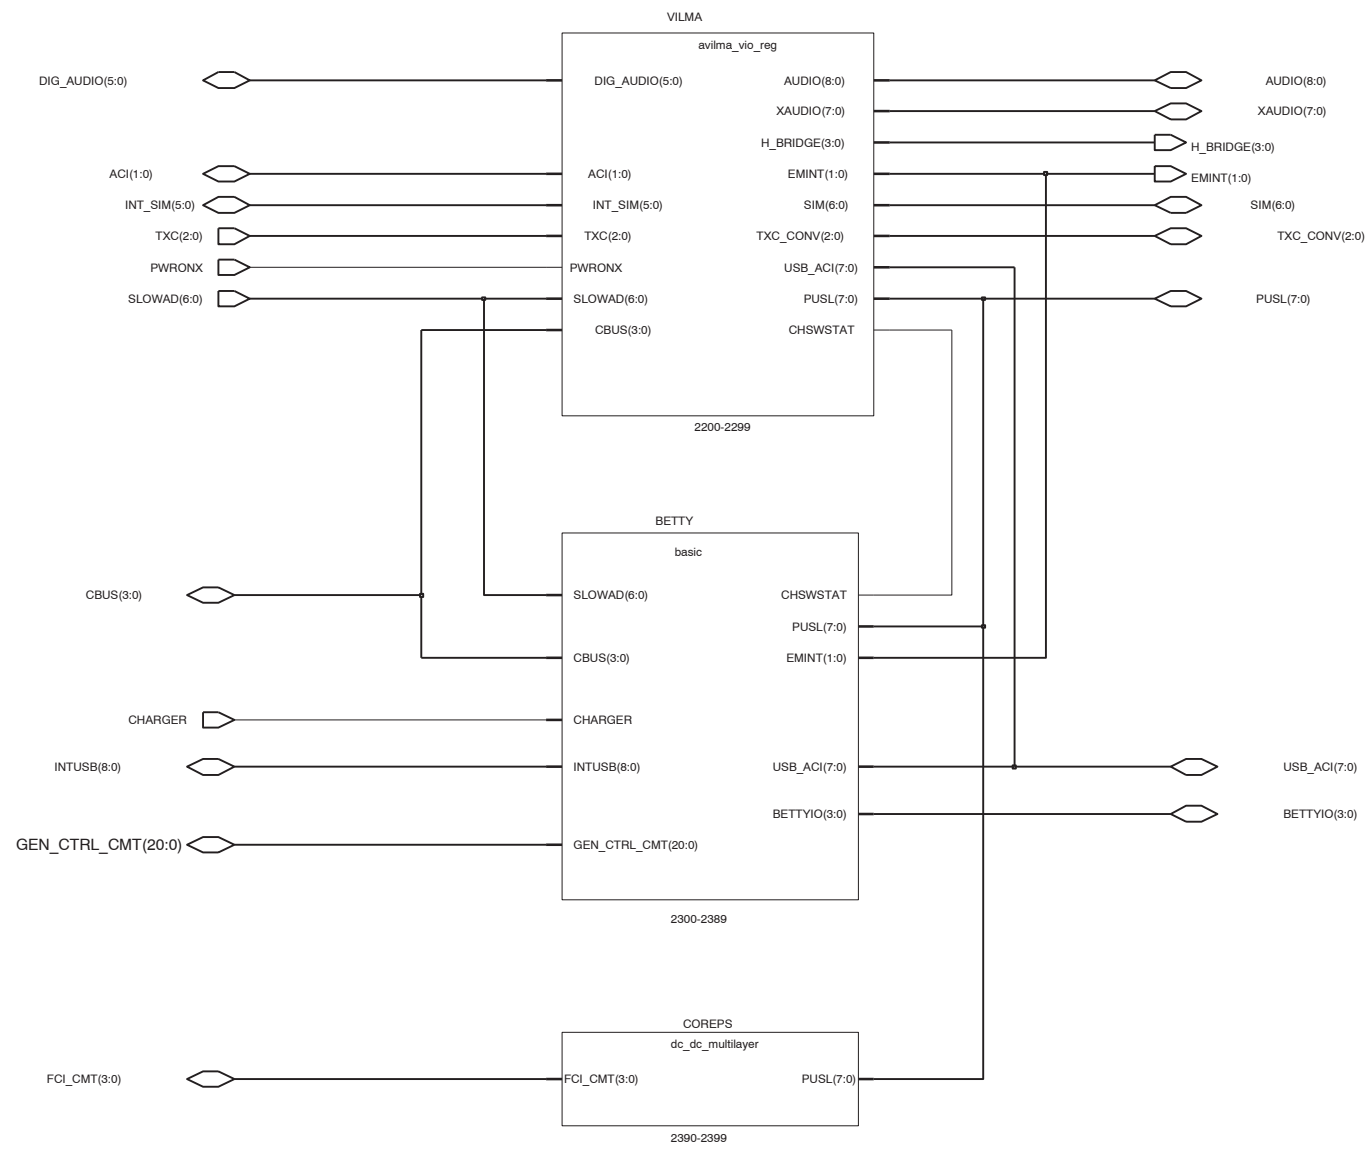 VILMA
avilma_vio_reg
DIG_AUDIO(5:0) DIG_AUDIO(5:0) AUDIO(8:0) AUDIO(8:0)
XAUDIO(7:0) XAUDIO(7:0)
H_BRIDGE(3:0) H_BRIDGE(3:0)
ACI(1:0) ACI(1:0) EMINT(1:0) EMINT(1:0)
INT_SIM(5:0) INT_SIM(5:0) SIM(6:0) SIM(6:0)
TXC(2:0) TXC(2:0) TXC_CONV(2:0) TXC_CONV(2:0)
PWRONX PWRONX USB_ACI(7:0)
SLOWAD(6:0) SLOWAD(6:0) PUSL(7:0) PUSL(7:0)
CBUS(3:0) CHSWSTAT
2200-2299
BETTY
basic
CBUS(3:0) SLOWAD(6:0) CHSWSTAT
PUSL(7:0)
CBUS(3:0) EMINT(1:0)
CHARGER CHARGER
INTUSB(8:0) INTUSB(8:0) USB_ACI(7:0) USB_ACI(7:0)
BETTYIO(3:0) BETTYIO(3:0)
GEN_CTRL_CMT(20:0) GEN_CTRL_CMT(20:0)
2300-2389
COREPS
dc_dc_multilayer
FCI_CMT(3:0) FCI_CMT(3:0) PUSL(7:0)
2390-2399